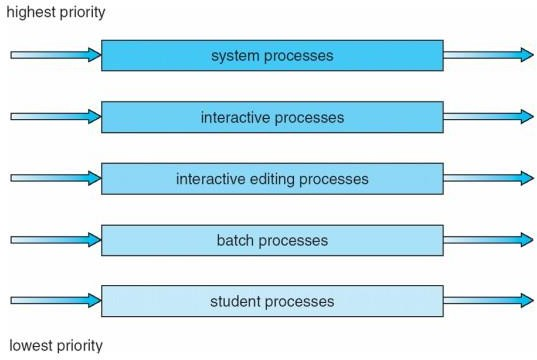 highest priority
system processes
interactive processes
interactive editing processes
batch processes
student processes
lowest priority